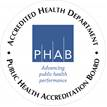 ACCREDITED HEALTH DEPARTMENT
PHAB
Advancing
public health
performance
PUBLIC HEALTH ACCREDITATION BOARD